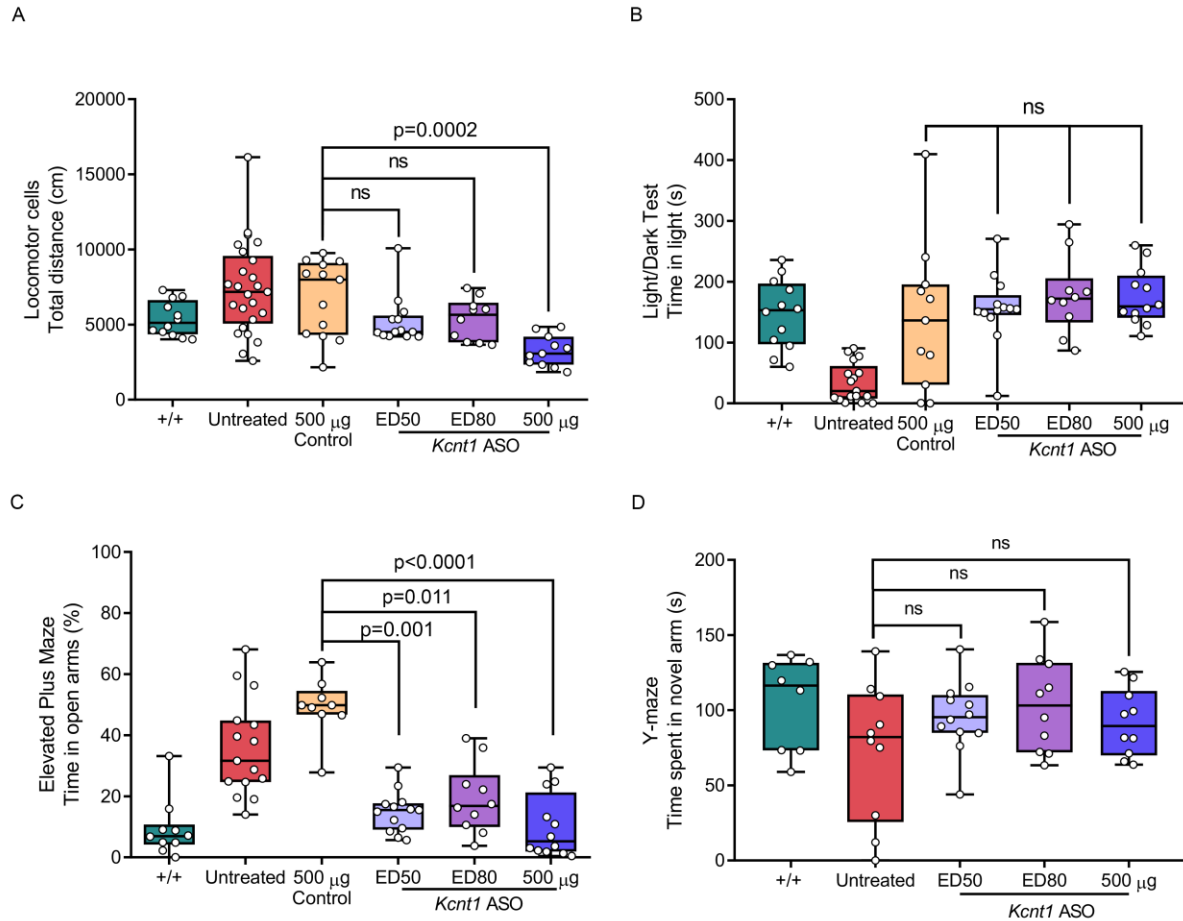 A
Locomotor cells
Total distance (cm)
20000
15000
10000
5000
0
p=0.0002
ns
ns
+/+
Untreated
500 µg
Control
ED50
ED80
500 µg
Kcnt1 ASO
B
Light/Dark Test
Time in light (s)
500
400
300
200
100
0
ns
+/+
Untreated
500 µg
Control
ED50
ED80
500 µg
Kcnt1 ASO
C
Elevated Plus Maze
Time in open arms (%)
100
80
60
40
20
0
p<0.0001
p=0.011
p=0.001
+/+
Untreated
500 µg
Control
ED50
ED80
500 µg
Kcnt1 ASO
D
Y-maze
Time spent in novel arm (s)
200
150
100
50
0
ns
ns
ns
+/+
Untreated
ED50
ED80
500 µg
Kcnt1 ASO